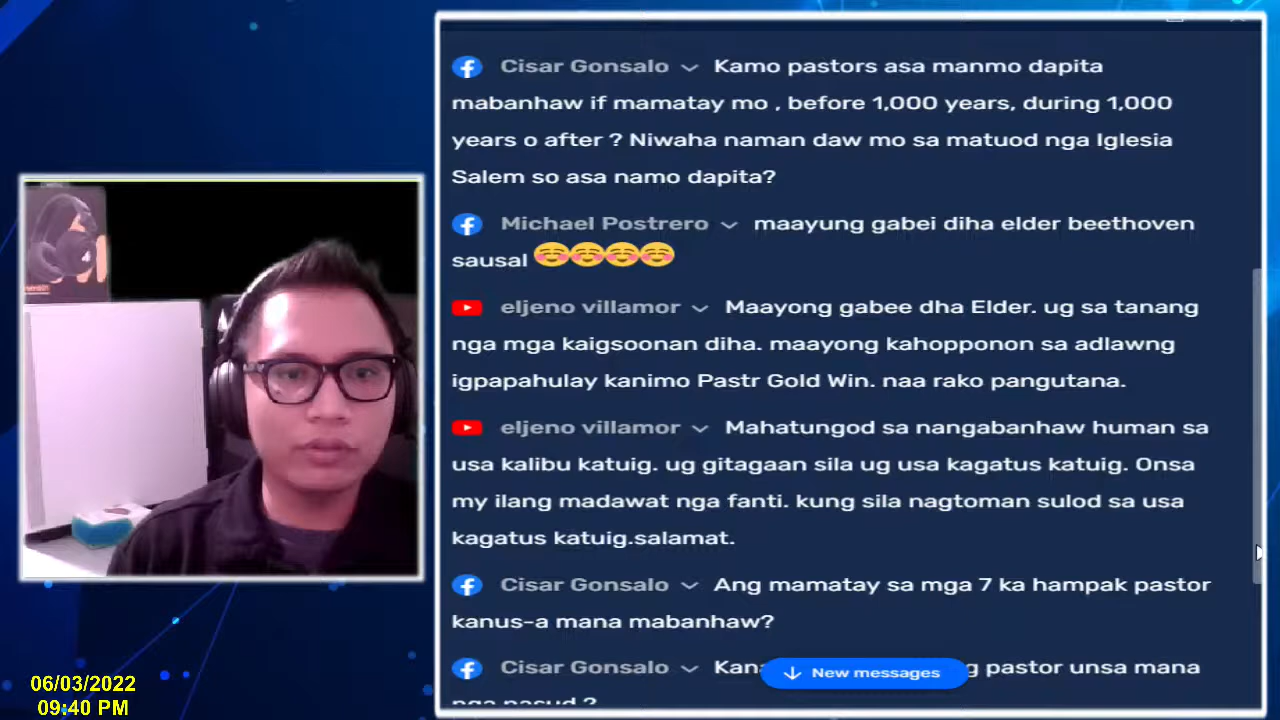 Cisar Gonsalo Kamo pastors asa manmo dapita
mabanhaw if mamatay mo , before 1,000 years, during 1,000
years o after ? Niwaha naman daw mo sa matuod nga Iglesia
Salem so asa namo dapita?
Michael Postrero maayung gabei diha elder beethoven
sausal
eljeno villamor Maayong gabee dha Elder. ug sa tanang
nga mga kaigsoonan diha. maayong kahopponon sa adlawng
igpapahulay kanimo Pastr Gold Win. naa rako pangutana.
eljeno villamor Mahatungod sa nangabanhaw human sa
usa kalibu katuig. ug gitagaan sila ug usa kagatus katuig. Onsa
my ilang madawat nga fanti. kung sila nagtoman sulod sa usa
kagatus katuig.salamat.
Cisar Gonsalo Ang mamatay sa mga 7 ka hampak pastor
kanus-a mana mabanhaw?
Cisar Gonsalo pastor unsa mana
New messages
06/03/2022
09:40 PM